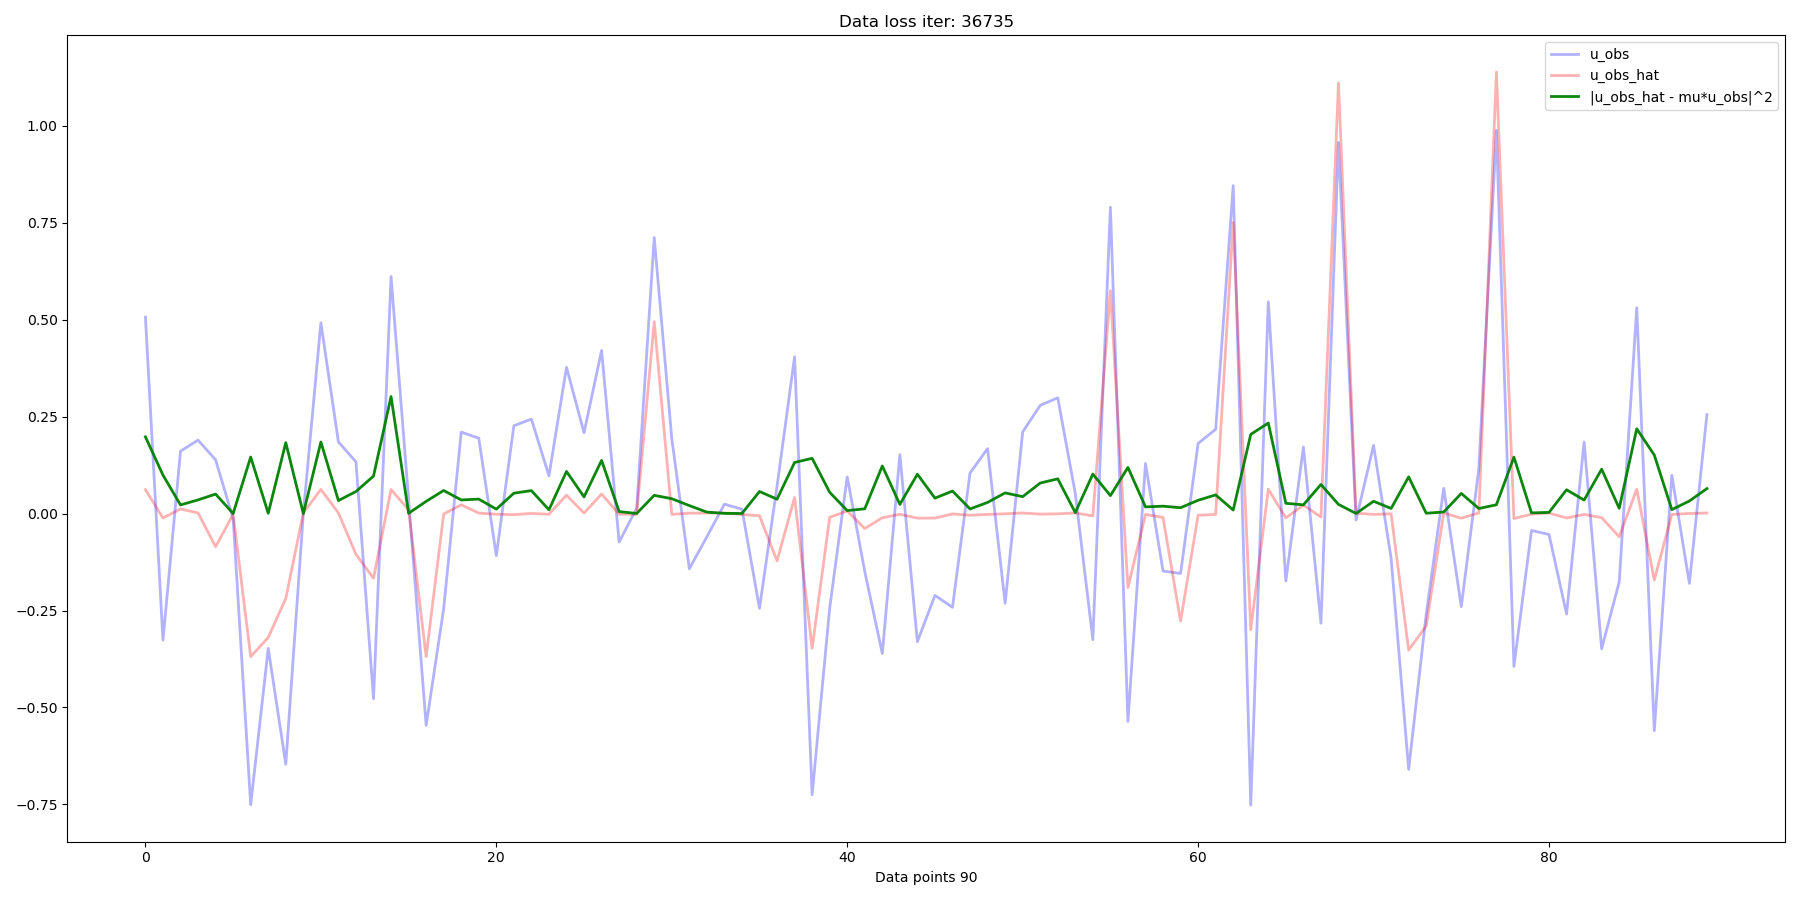 Data loss iter: 36735
u_obs
u_obs_hat
|u_obs_hat - mu*u_obs|^2
1.00
0.75
0.50
0.25
0.00
−0.25
−0.50
−0.75
0 20 40 60 80
Data points 90